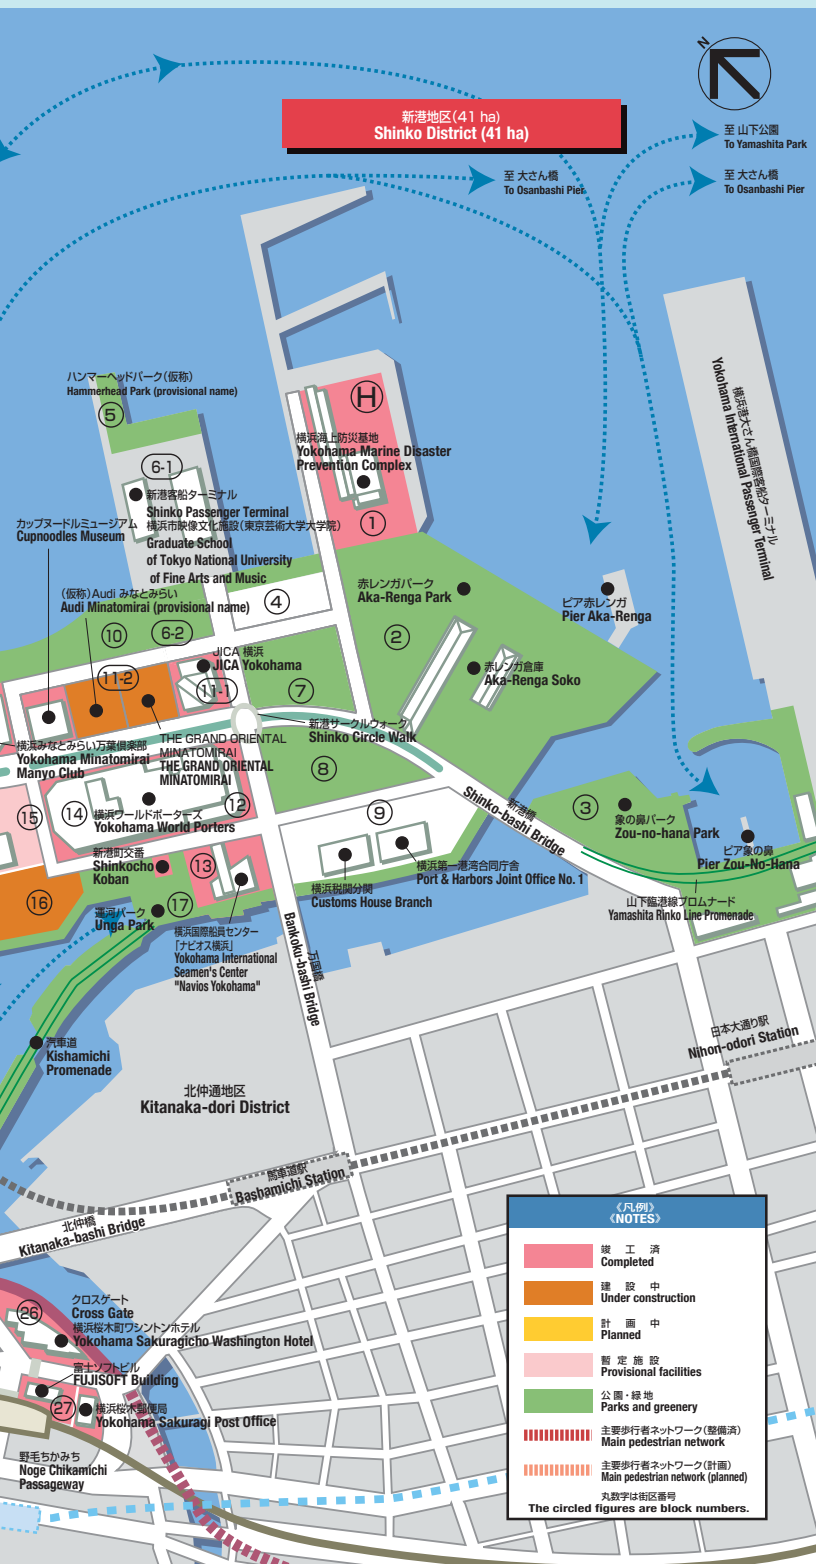 N
新港地区(41 ha)
Shinko District (41 ha)
至 山下公園
To Yamashita Park
至 大さん橋
To Osanbashi Pier
至 大さん橋
To Osanbashi Pier
横浜港大さん橋国際客船ターミナル
Yokohama International Passenger Terminal
ハンマーヘッドパーク(仮称)
Hammerhead Park (provisional name)
5
H
横浜海上防災基地
Yokohama Marine Disaster
Prevention Complex
1
6-1
新港客船ターミナル
Shinko Passenger Terminal
横浜市映像文化施設(東京芸術大学大学院)
Graduate School
of Tokyo National University
of Fine Arts and Music
カップヌードルミュージアム
Cupnoodles Museum
(仮称)Audi みなとみらい
Audi Minatomirai (provisional name)
4
赤レンガパーク
Aka-Renga Park
ピア赤レンガ
Pier Aka-Renga
10
6-2
2
JICA 横浜
JICA Yokohama
赤レンガ倉庫
Aka-Renga Soko
11-2
11-1
7
新港サークルウォーク
Shinko Circle Walk
THE GRAND ORIENTAL
MINATOMIRAI
THE GRAND ORIENTAL
MINATOMIRAI
横浜みなとみらい万葉倶楽部
Yokohama Minatomirai
Manyo Club
8
新港橋
Shinko-bashi Bridge
15
14
横浜ワールドポーターズ
Yokohama World Porters
12
9
3
象の鼻パーク
Zou-no-hana Park
ピア象の鼻
Pier Zou-No-Hana
新港町交番
Shinkocho
Koban
13
横浜税関分関
Customs House Branch
横浜第一港湾合同庁舎
Port & Harbors Joint Office No. 1
16
17
運河パーク
Unga Park
山下臨港線プロムナード
Yamashita Rinko Line Promenade
横浜国際船員センター
「ナビオス横浜」
Yokohama International
Seamen's Center
"Navios Yokohama"
万国橋
Bankoku-bashi Bridge
汽車道
Kishamichi
Promenade
日本大通り駅
Nihon-odori Station
北仲通地区
Kitanaka-dori District
馬車道駅
Bashamichi Station
北仲橋
Kitanaka-bashi Bridge
26
クロスゲート
Cross Gate
横浜桜木町ワシントンホテル
Yokohama Sakuragicho Washington Hotel
富士ソフトビル
FUJISOFT Building
27
横浜桜木郵便局
Yokohama Sakuragi Post Office
野毛ちかみち
Noge Chikamichi
Passageway
《凡例》
《NOTES》
竣 工 済
Completed
建 設 中
Under construction
計 画 中
Planned
暫 定 施 設
Provisional facilities
公 園・緑 地
Parks and greenery
主要歩行者ネットワーク(整備済)
Main pedestrian network
主要歩行者ネットワーク(計画)
Main pedestrian network (planned)
丸数字は街区番号
The circled figures are block numbers.